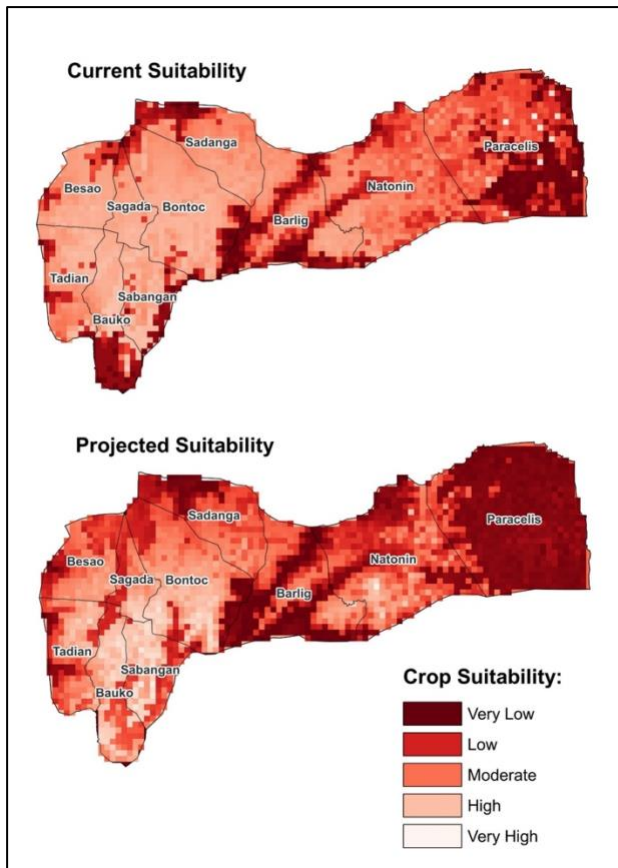 Current Suitability
Sadanga
Paracelis
Besao
Natonin
Sagada
Bontoc
Barlig
Tadian
Sabangan
Bauko
Projected Suitability
Sadanga
Paracelis
Besao
Natonin
Sagada
Bontoc
Barlig
Tadian
Sabangan
Bauko
Crop Suitability:
Very Low
Low
Moderate
High
Very High